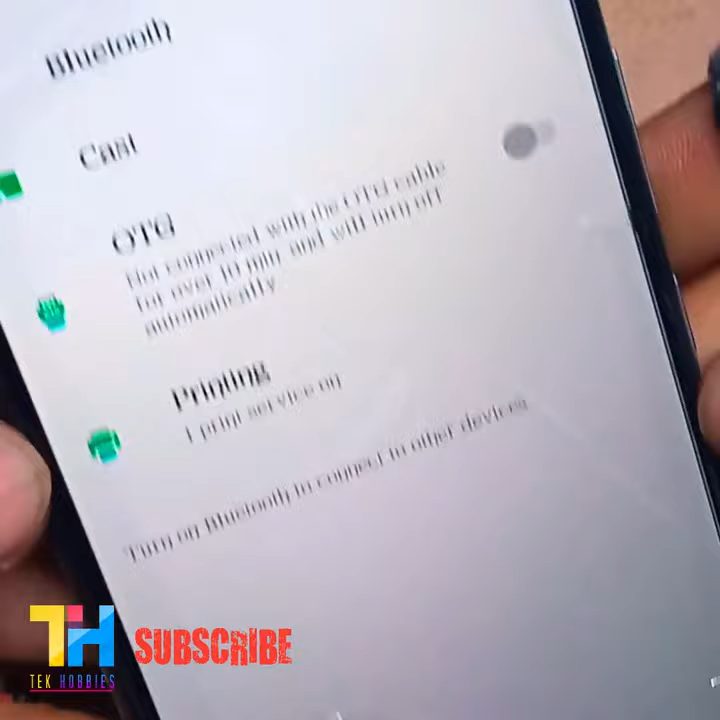 Bluetooth
Cast
OTG
Not connected with the OTG cable
for over 10 min and will turn off
automatically
Printing
1 print service on
Turn on Bluetooth to connect to other devices
TH
SUBSCRIBE
TEK HOBBIES